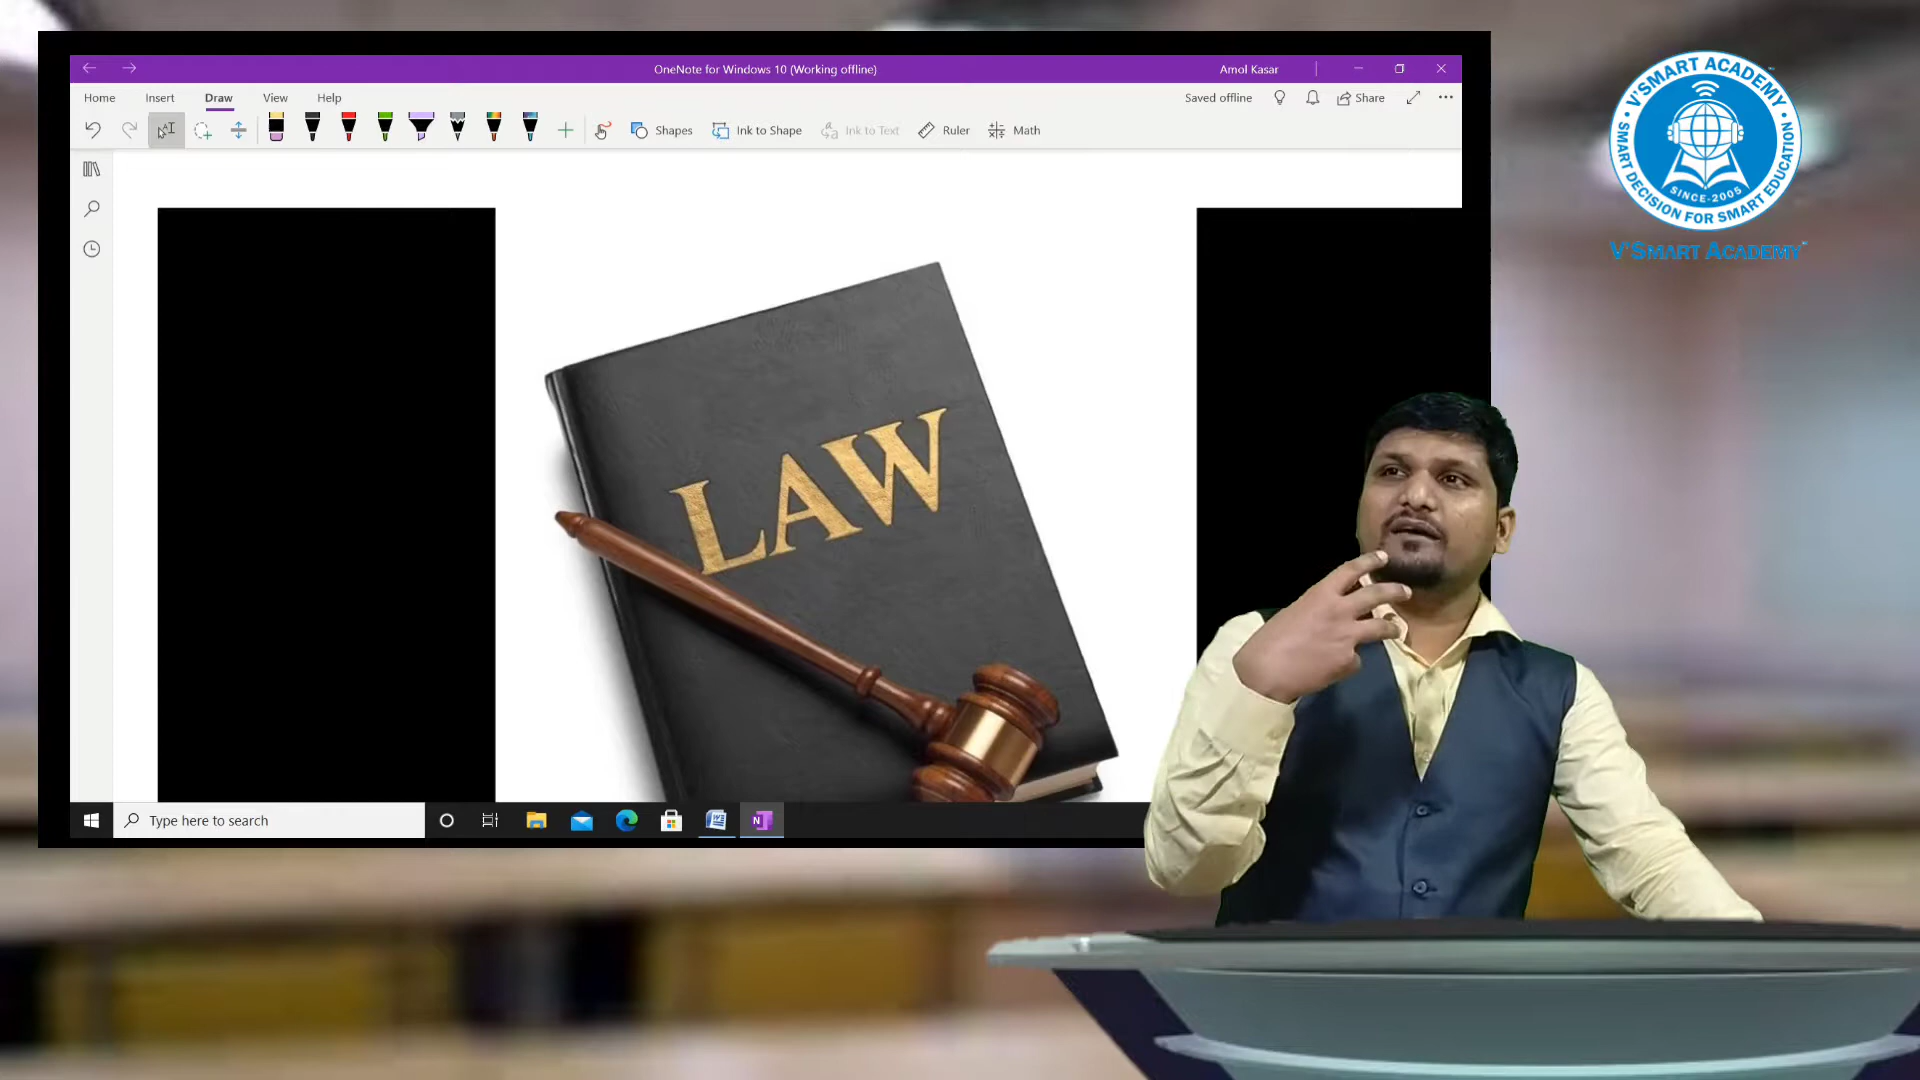 OneNote for Windows 10 (Working offline)
Amol Kasar
Home Insert Draw View Help
Saved offline
Share
Shapes
Ink to Shape
Ink to Text
Ruler
Math
LAW
Type here to search
V'SMART ACADEMY
SMART DECISION FOR SMART EDUCATION
SINCE-2005
V'SMART ACADEMY™